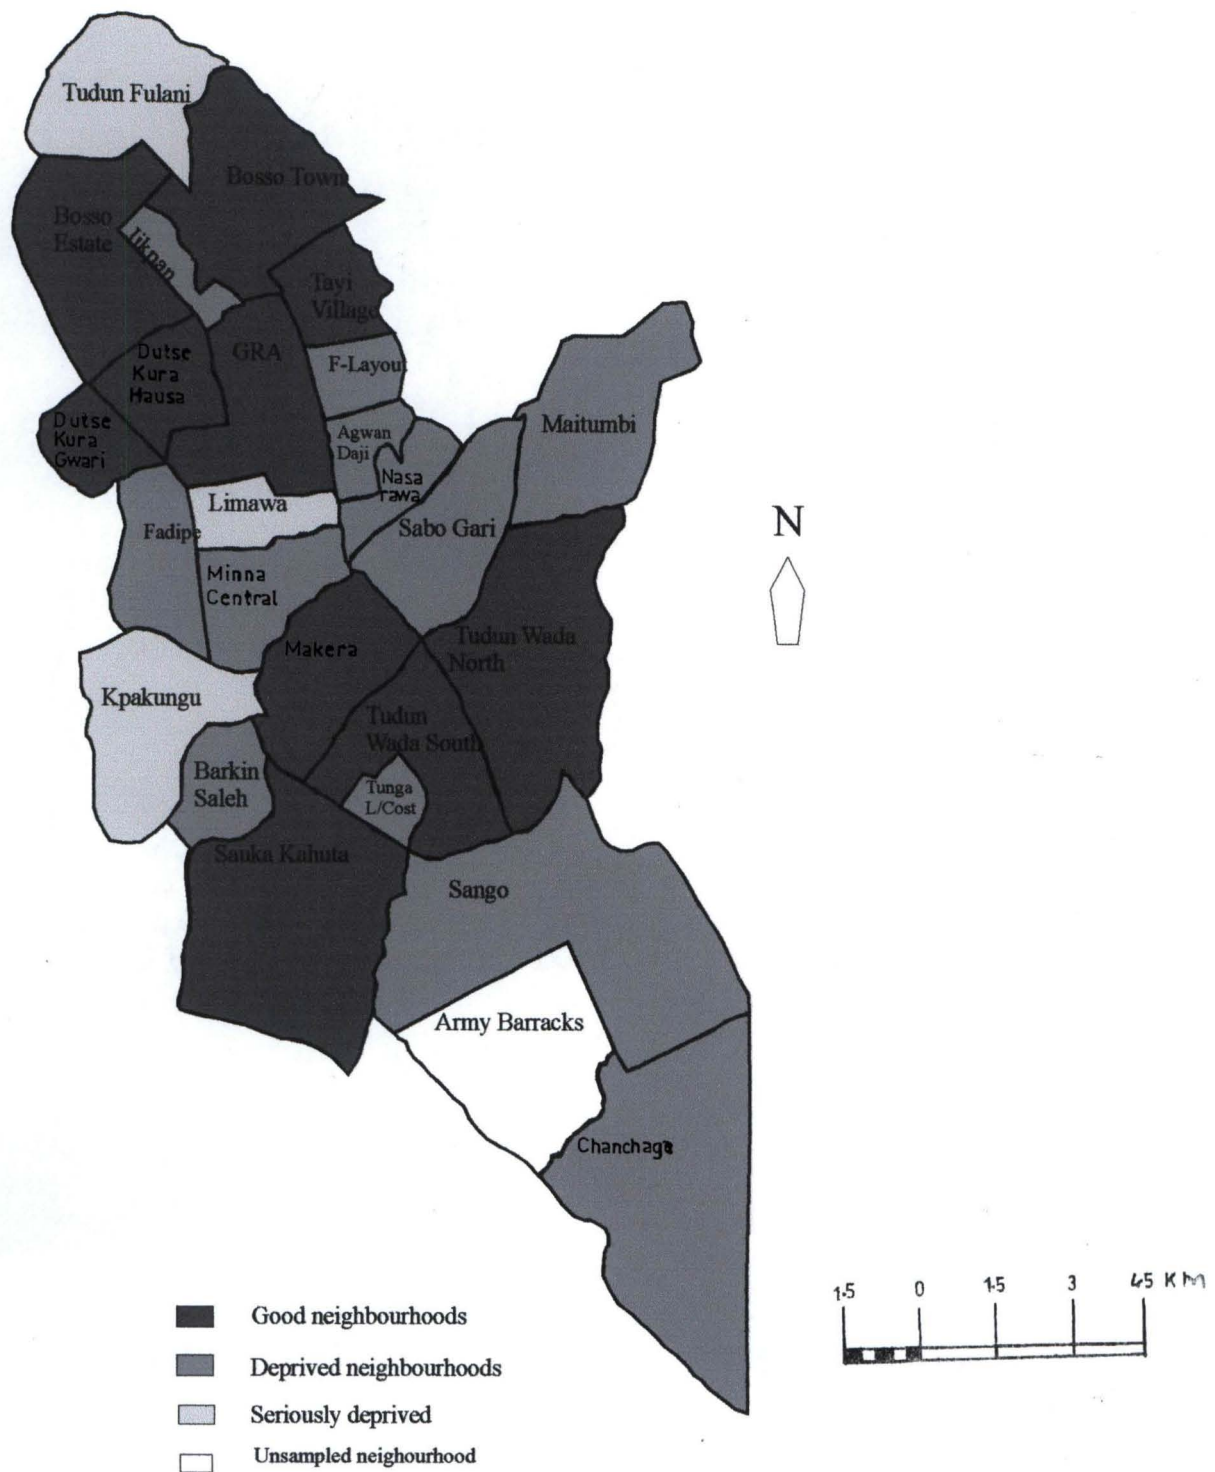 Tudun Fulani
Bosso Town
Bosso
Estate
Jikpan
Tayi
Village
GRA
Dutse
Kura
Hausa
F-Layout
Dutse
Kura
Gwari
Agwan
Daji
Nasa
rawa
Maitumbi
Limawa
Fadipe
Sabo Gari
N
Minna
Central
Makera
Tudun Wada
North
Kpakungu
Tudun
Wada South
Barkin
Saleh
Tunga
L/Cost
Sauka Kahuta
Sango
Army Barracks
Chanchaga
1.5 0 1.5 3 4.5 KM
Good neighbourhoods
Deprived neighbourhoods
Seriously deprived
Unsampled neighourhood